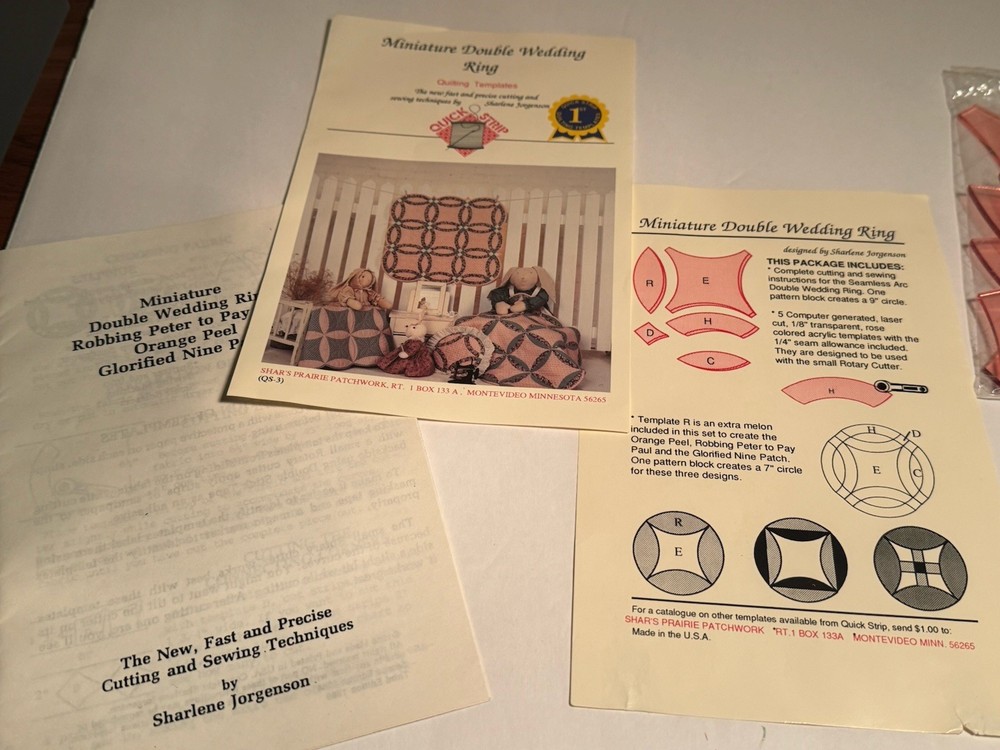 Miniature
Double Wedding Ri
Robbing Peter to Pay
Orange Peel
Glorified Nine P
The New, Fast and Precise
Cutting and Sewing Techniques
by
Sharlene Jorgenson
Miniature Double Wedding
Ring
Quilting Templates
The new fast and precise cutting and
sewing techniques by Sharlene Jorgenson
QUICK STRIP
1ST
SHAR'S PRAIRIE PATCHWORK, RT. 1 BOX 133 A, MONTEVIDEO MINNESOTA 56265
(QS-3)
Miniature Double Wedding Ring
designed by Sharlene Jorgenson
THIS PACKAGE INCLUDES:
* Complete cutting and sewing
instructions for the Seamless Arc
Double Wedding Ring. One
pattern block creates a 9" circle.
* 5 Computer generated, laser
cut, 1/8" transparent, rose
colored acrylic templates with the
1/4" seam allowance included.
They are designed to be used
with the small Rotary Cutter.
R
E
H
D
C
H
* Template R is an extra melon
included in this set to create the
Orange Peel, Robbing Peter to Pay
Paul and the Glorified Nine Patch.
One pattern block creates a 7" circle
for these three designs.
H
D
E
C
R
E
For a catalogue on other templates available from Quick Strip, send $1.00 to:
SHAR'S PRAIRIE PATCHWORK *RT.1 BOX 133A MONTEVIDEO MINN. 56265
Made in the U.S.A.